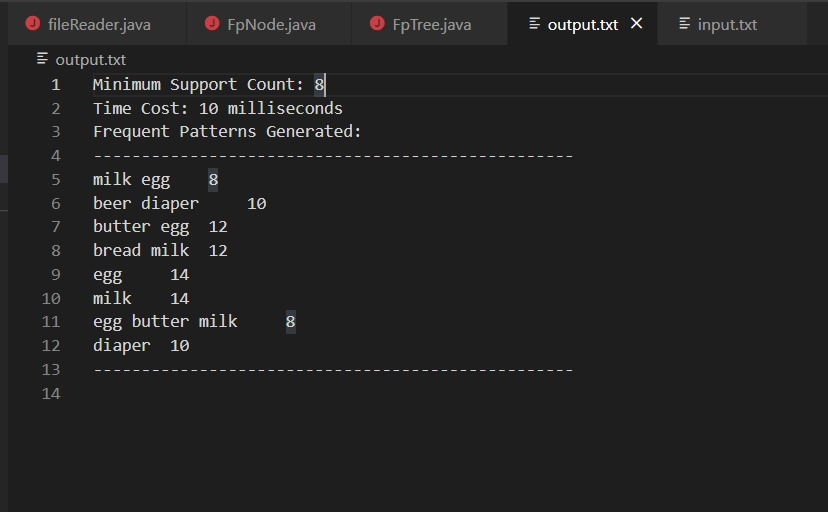 fileReader.java FpNode.java FpTree.java output.txt input.txt
output.txt
1 Minimum Support Count: 8
2 Time Cost: 10 milliseconds
3 Frequent Patterns Generated:
4 --------------------------------------------------
5 milk egg    8
6 beer diaper     10
7 butter egg  12
8 bread milk  12
9 egg     14
10 milk    14
11 egg butter milk     8
12 diaper  10
13 --------------------------------------------------
14